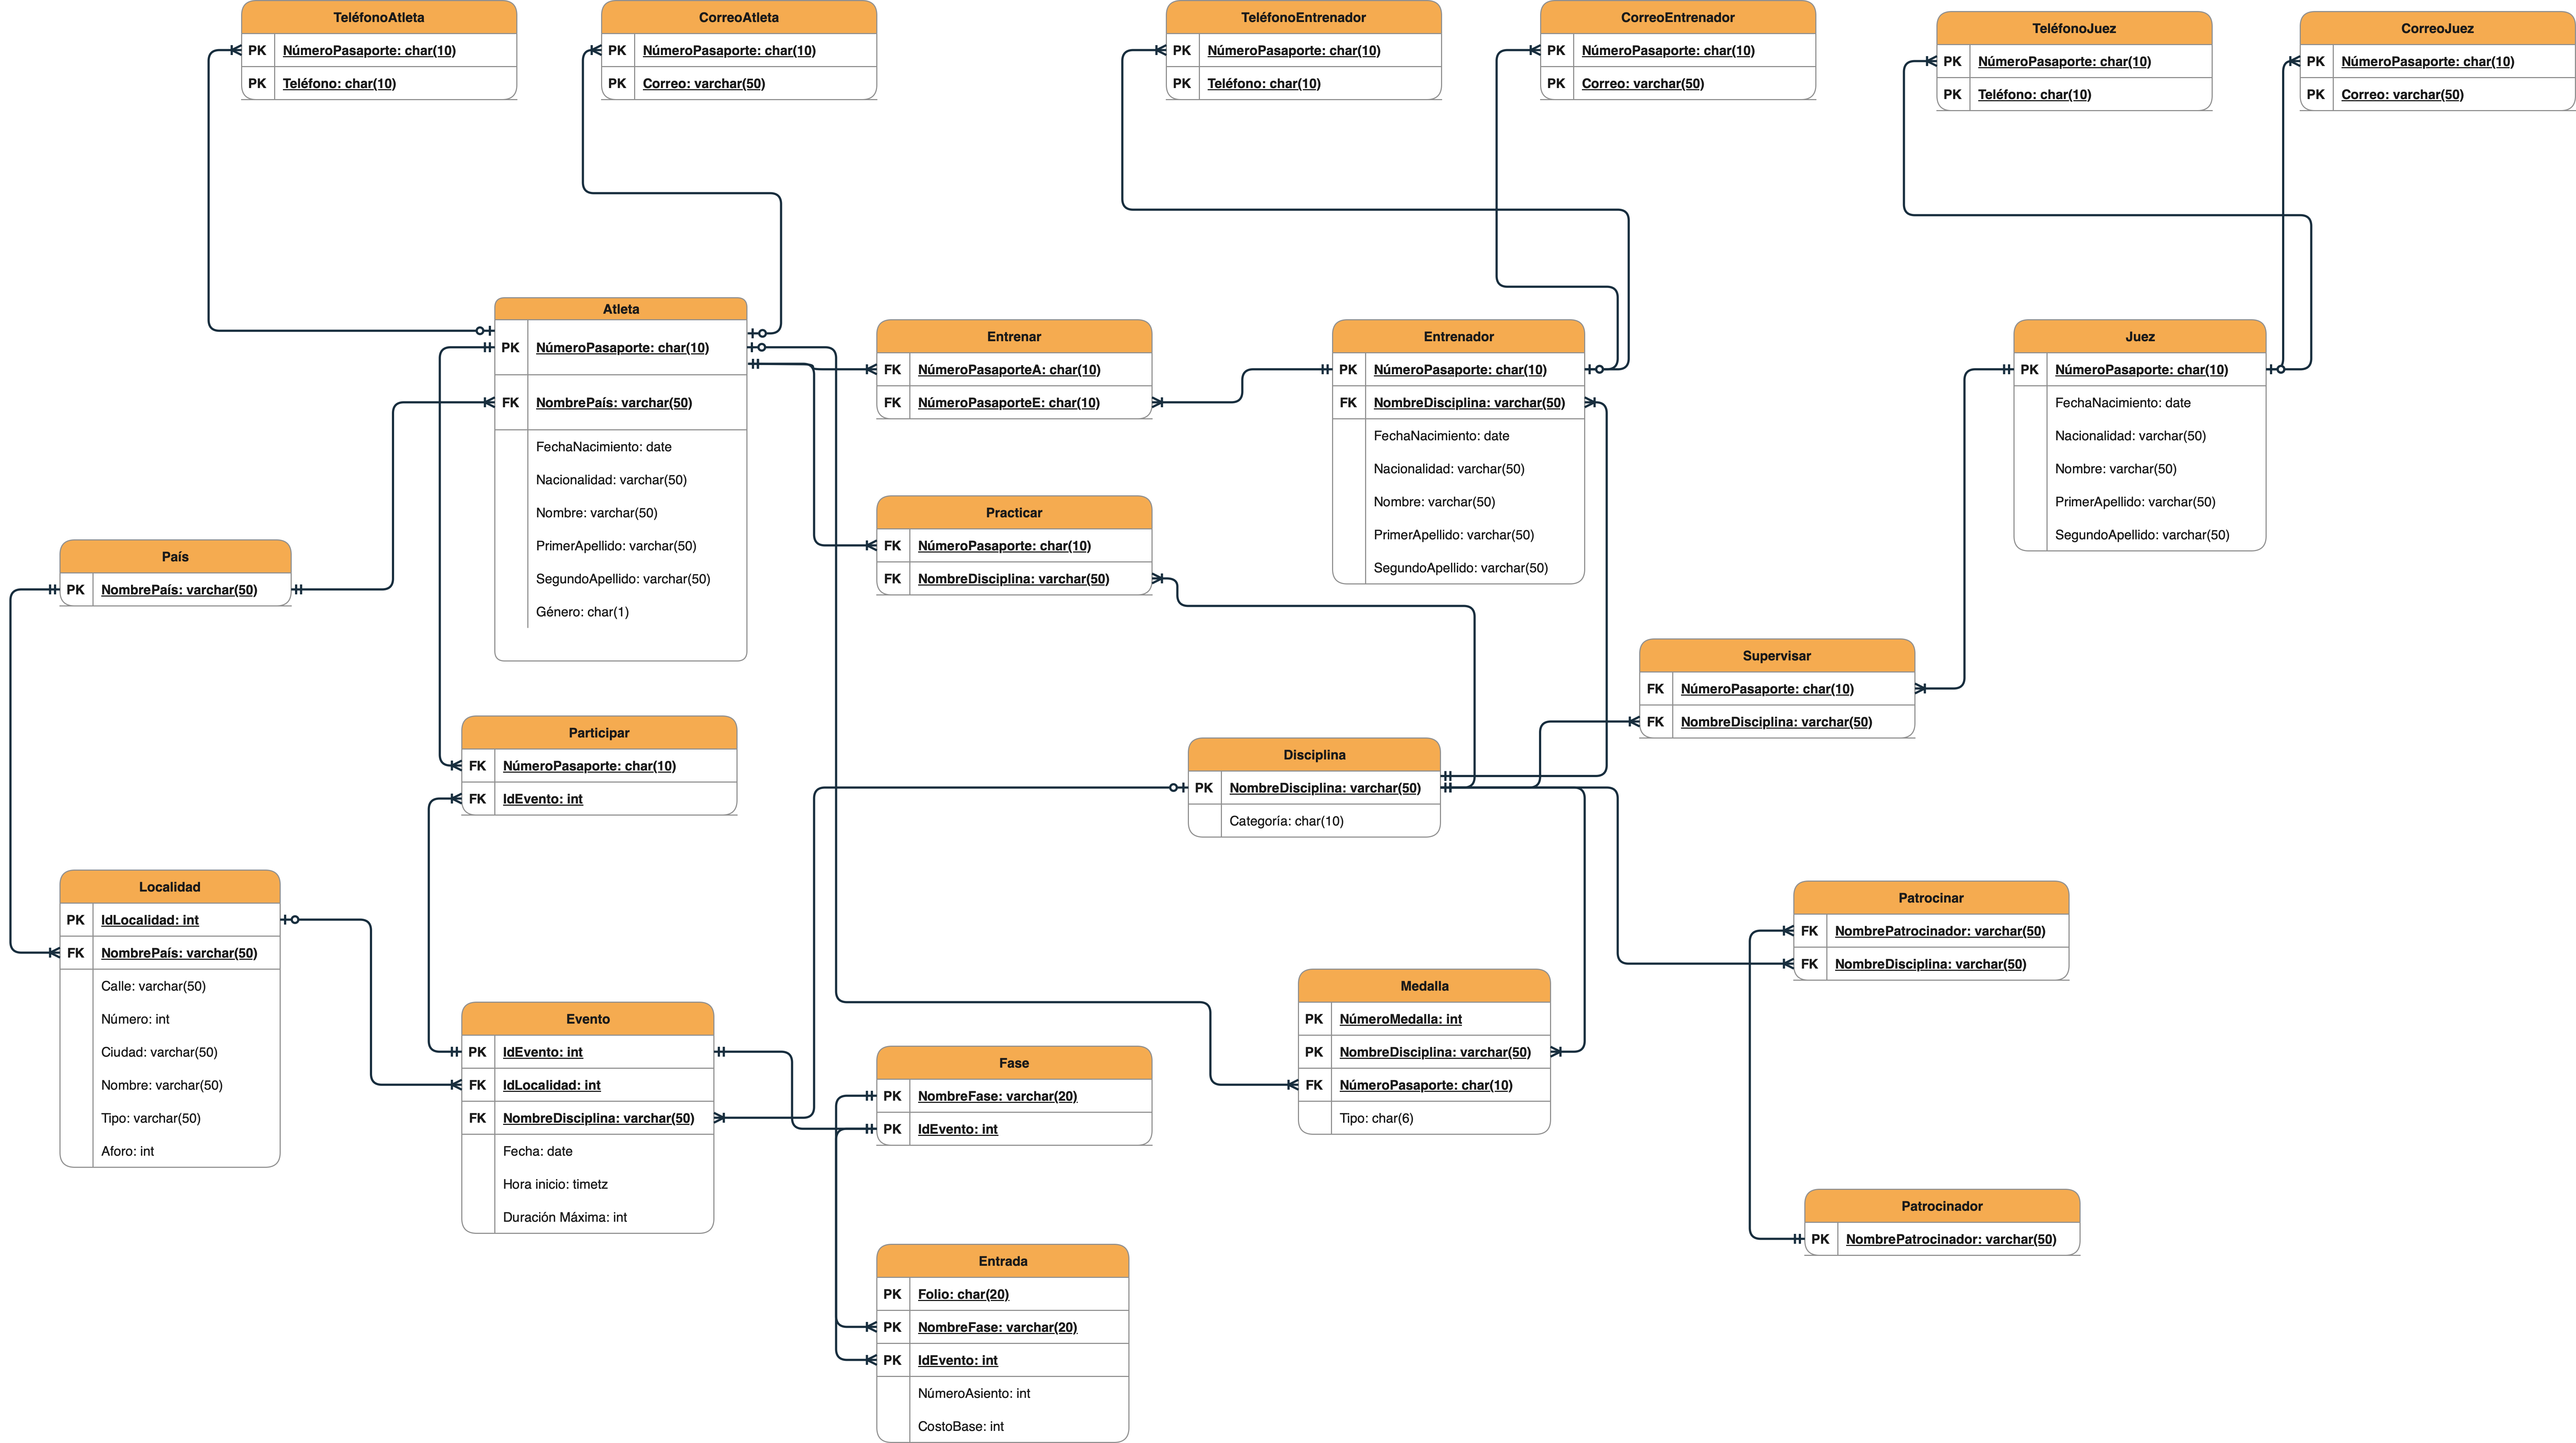 TeléfonoAtleta
PK NúmeroPasaporte: char(10)
PK Teléfono: char(10)
CorreoAtleta
PK NúmeroPasaporte: char(10)
PK Correo: varchar(50)
TeléfonoEntrenador
PK NúmeroPasaporte: char(10)
PK Teléfono: char(10)
CorreoEntrenador
PK NúmeroPasaporte: char(10)
PK Correo: varchar(50)
TeléfonoJuez
PK NúmeroPasaporte: char(10)
PK Teléfono: char(10)
CorreoJuez
PK NúmeroPasaporte: char(10)
PK Correo: varchar(50)
Atleta
PK NúmeroPasaporte: char(10)
FK NombrePaís: varchar(50)
FechaNacimiento: date
Nacionalidad: varchar(50)
Nombre: varchar(50)
PrimerApellido: varchar(50)
SegundoApellido: varchar(50)
Género: char(1)
Entrenar
FK NúmeroPasaporteA: char(10)
FK NúmeroPasaporteE: char(10)
Entrenador
PK NúmeroPasaporte: char(10)
FK NombreDisciplina: varchar(50)
FechaNacimiento: date
Nacionalidad: varchar(50)
Nombre: varchar(50)
PrimerApellido: varchar(50)
SegundoApellido: varchar(50)
Juez
PK NúmeroPasaporte: char(10)
FechaNacimiento: date
Nacionalidad: varchar(50)
Nombre: varchar(50)
PrimerApellido: varchar(50)
SegundoApellido: varchar(50)
Practicar
FK NúmeroPasaporte: char(10)
FK NombreDisciplina: varchar(50)
País
PK NombrePaís: varchar(50)
Supervisar
FK NúmeroPasaporte: char(10)
FK NombreDisciplina: varchar(50)
Participar
FK NúmeroPasaporte: char(10)
FK IdEvento: int
Disciplina
PK NombreDisciplina: varchar(50)
Categoría: char(10)
Localidad
PK IdLocalidad: int
FK NombrePaís: varchar(50)
Calle: varchar(50)
Número: int
Ciudad: varchar(50)
Nombre: varchar(50)
Tipo: varchar(50)
Aforo: int
Patrocinar
FK NombrePatrocinador: varchar(50)
FK NombreDisciplina: varchar(50)
Medalla
PK NúmeroMedalla: int
PK NombreDisciplina: varchar(50)
FK NúmeroPasaporte: char(10)
Tipo: char(6)
Evento
PK IdEvento: int
FK IdLocalidad: int
FK NombreDisciplina: varchar(50)
Fecha: date
Hora inicio: timetz
Duración Máxima: int
Fase
PK NombreFase: varchar(20)
PK IdEvento: int
Patrocinador
PK NombrePatrocinador: varchar(50)
Entrada
PK Folio: char(20)
PK NombreFase: varchar(20)
PK IdEvento: int
NúmeroAsiento: int
CostoBase: int